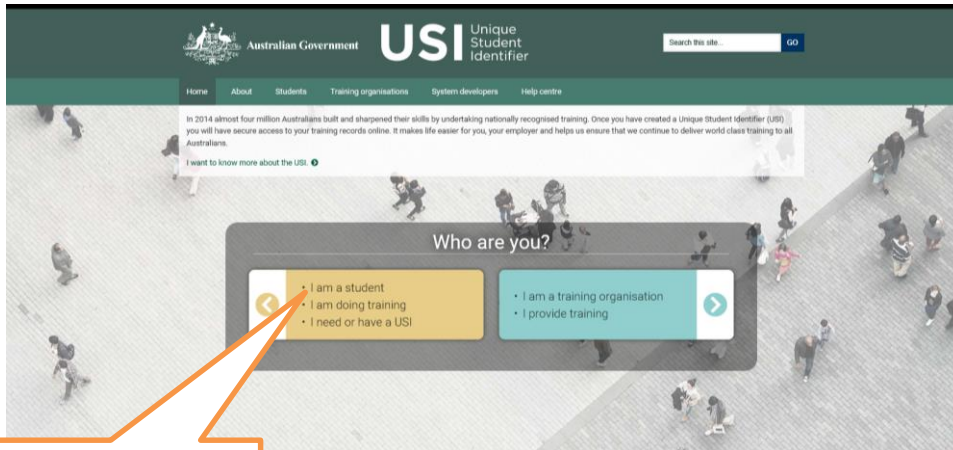 Australian Government
USI
Unique
Student
Identifier
Search this site...
GO
Home About Students Training organisations System developers Help centre
In 2014 almost four million Australians built and sharpened their skills by undertaking nationally recognised training. Once you have created a Unique Student Identifier (USI)
you will have secure access to your training records online. It makes life easier for you, your employer and helps us ensure that we continue to deliver world class training to all
Australians.
I want to know more about the USI.
Who are you?
• I am a student
• I am doing training
• I need or have a USI
• I am a training organisation
• I provide training